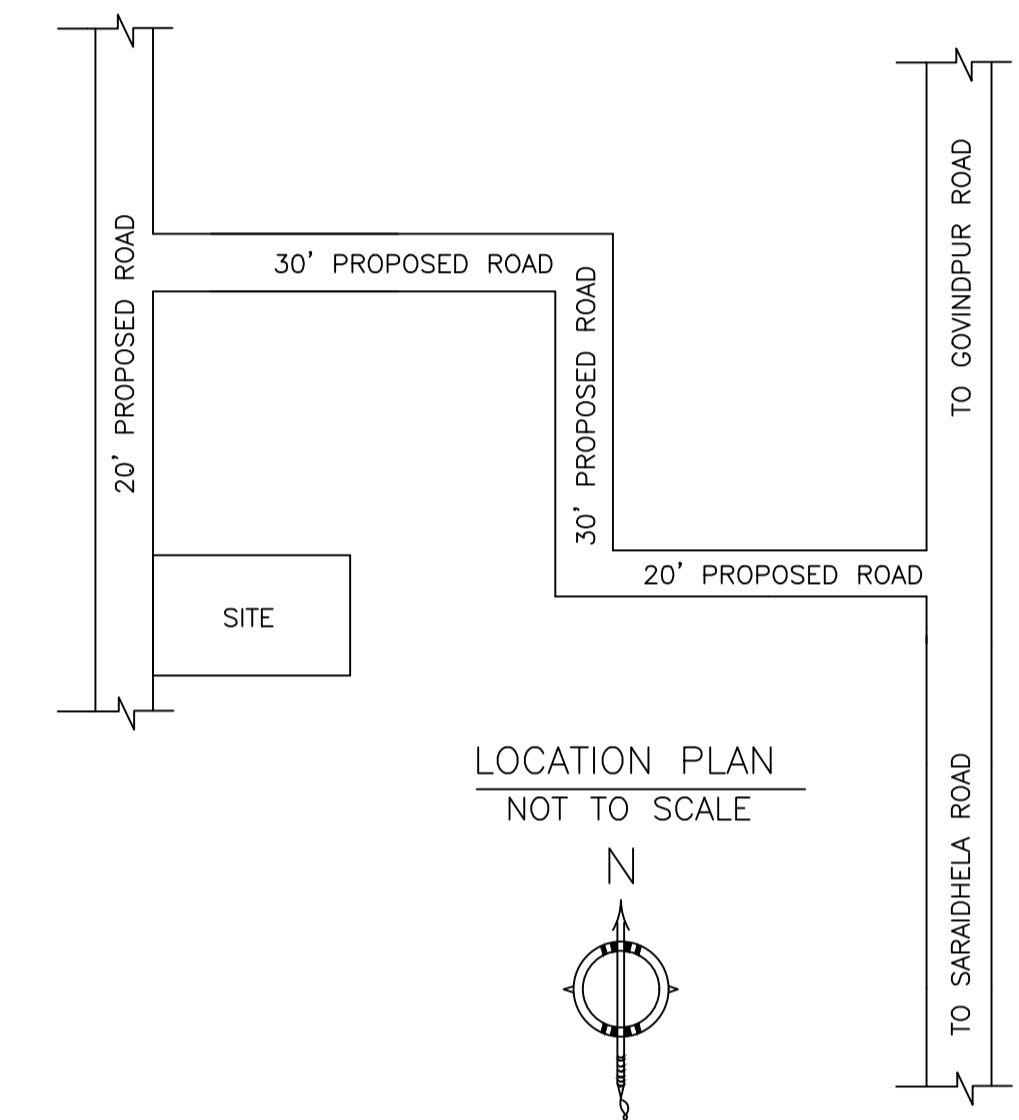 20' PROPOSED ROAD
30' PROPOSED ROAD
30' PROPOSED ROAD
TO GOVINDPUR ROAD
20' PROPOSED ROAD
SITE
LOCATION PLAN
NOT TO SCALE
N
TO SARAIDHELA ROAD